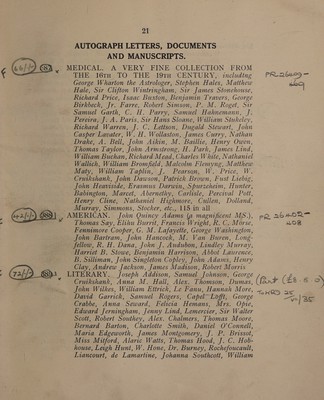 21
AUTOGRAPH LETTERS, DOCUMENTS
AND MANUSCRIPTS.
MEDICAL. A VERY FINE COLLECTION FROM
THE 16TH TO THE 19TH CENTURY, including
George Wharton the Astrologer, Stephen Hales, Matthew
Hale, Sir Clifton Wintringham, Sir James Stonehouse,
Richard Price, Isaac Buxton, Benjamin Travers, George
Birkbeck, Jr. Farre, Robert Simson, P. M. Roget, Sir
Samuel Garth, C. H. Parry, Samuel Hahnemann, J.
Pereira, J. A. Paris, Sir Hans Sloane, William Stukeley,
Richard Warren, J. C. Lettsom, Dugald Stewart, John
Casper Lavater, W. H. Wollaston, James Curry, Nathan
Drake, A. Bell, John Aikin, M. Baillie, Henry Owen,
Thomas Taylor, John Armstrong, H. Park, James Lind,
William Buchan, Richard Mead, Charles White, Nathaniel
Wallich, William Bromfield, Malcolm Flemyng, Matthew
Maty, William Taplin, J. Pearson, W. Price, W.
Cruikshank, John Dawson, Patrick Brown, Just Liebig,
John Heaviside, Erasmus Darwin, Spurtzheim, Hunter,
Babington, Marcet, Abernethy, Carlisle, Percival Pott,
Henry Cline, Nathaniel Highmore, Cullen, Dolland,
Murray, Simmons, Stocker, etc., 115 in all
AMERICAN. John Quincy Adams (a magnificent MS.),
Thomas Say, Elihu Burrit, Francis Wright, R. C. Morse,
Fennimore Cooper, G. M. Lafayette, George Washington,
John Bartram, John Hancock, M. Van Buren, Long-
fellow, R. H. Dana, John J. Audubon, Lindley Murray,
Harriet B. Stowe, Benjamin Harrison, Abbot Lawrence,
B. Silliman, John Singleton Copley, John Adams, Henry
Clay, Andrew Jackson, James Madison, Robert Morris
LITERARY. Joseph Addison, Samuel Johnson, George
Cruikshank, Anna M. Hall, Alex. Thomson, Dumas,
John Wilkes, William Ettrick, Le Fanu, Hannah More,
David Garrick, Samuel Rogers, Capel Lofft, George
Crabbe, Anna Seward, Felicia Hemans, Mrs. Opie,
Edward Jerningham, Jenny Lind, Lemercier, Sir Walter
Scott, Robert Southey, Alex. Chalmers, Thomas Moore,
Bernard Barton, Charlotte Smith, Daniel O'Connell,
Maria Edgeworth, James Montgomery, J. P. Brissot,
Miss Mitford, Alaric Watts, Thomas Hood, J. C. Hob-
house, Leigh Hunt, W. Hone, Dr. Burney, Rochefoucault,
Liancourt, de Lamartine, Johanna Southcott, William